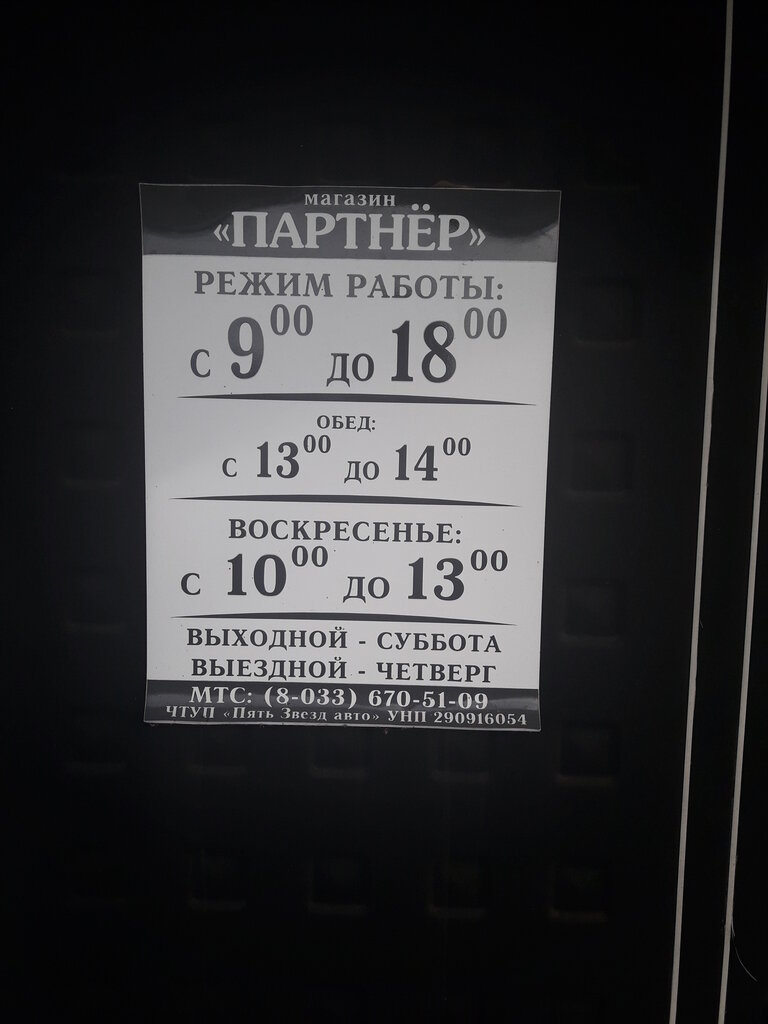 магазин
«ПАРТНЁР»
РЕЖИМ РАБОТЫ:
с 9⁰⁰ до 18⁰⁰
ОБЕД:
с 13⁰⁰ до 14⁰⁰
ВОСКРЕСЕНЬЕ:
с 10⁰⁰ до 13⁰⁰
ВЫХОДНОЙ - СУББОТА
ВЫЕЗДНОЙ - ЧЕТВЕРГ
МТС: (8-033) 670-51-09
ЧТУП «Пять Звезд авто» УНП 290916054